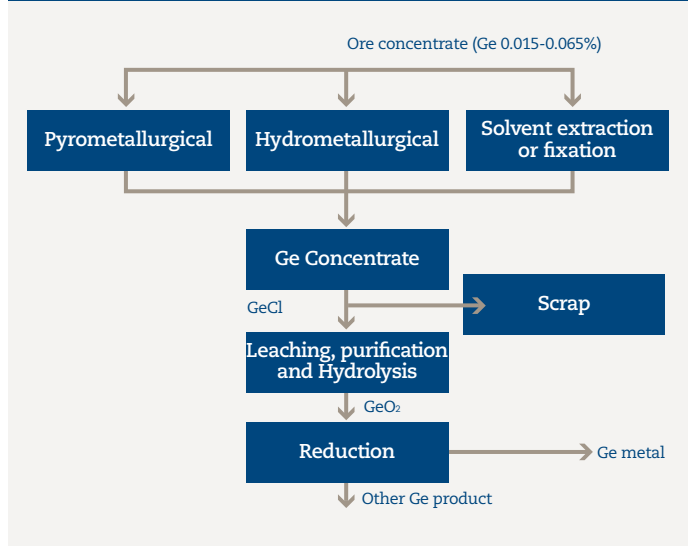 Ore concentrate (Ge 0.015-0.065%)
Pyrometallurgical
Hydrometallurgical
Solvent extraction
or fixation
Ge Concentrate
GeCl
Scrap
Leaching, purification
and Hydrolysis
GeO₂
Reduction
Ge metal
Other Ge product